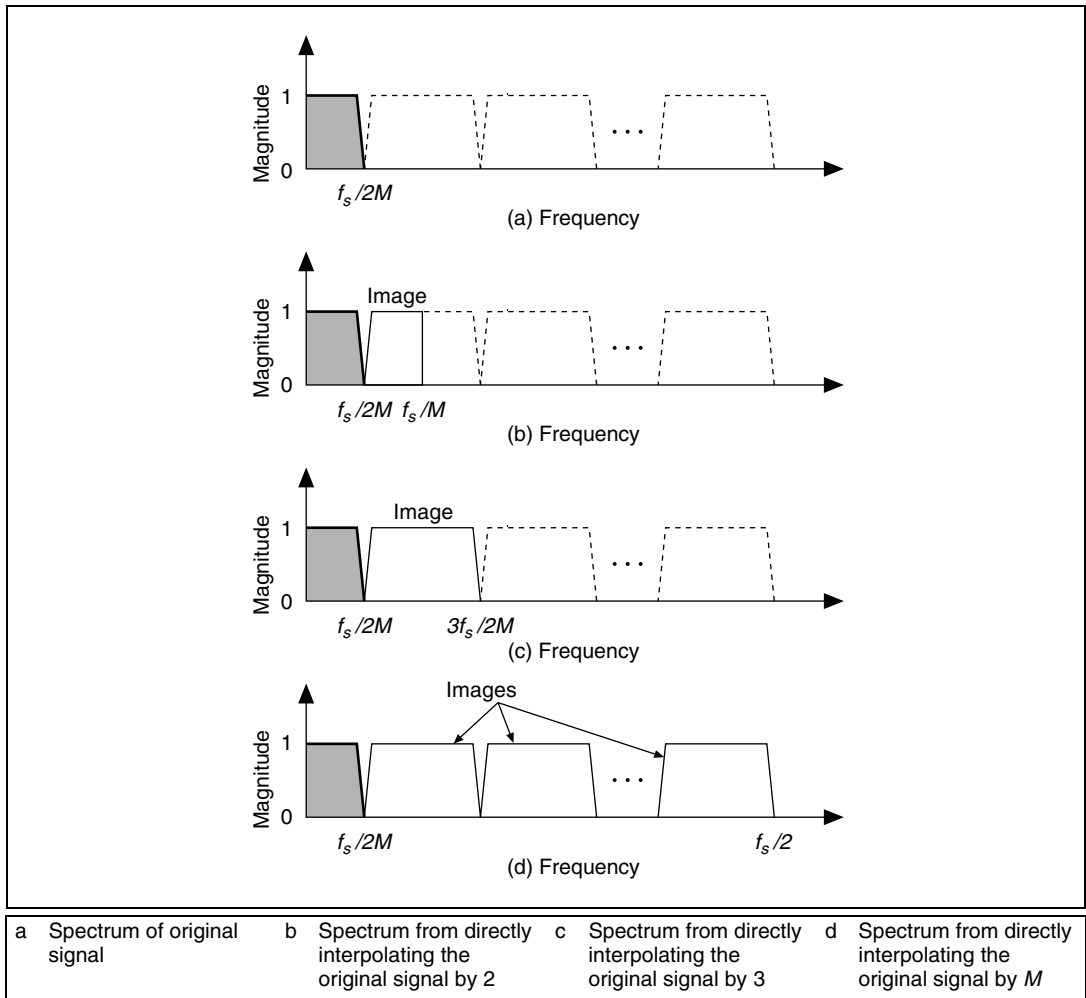 Magnitude
1
0
f_s/2M
(a) Frequency
Image
Magnitude
1
0
f_s/2M f_s/M
(b) Frequency
Image
Magnitude
1
0
f_s/2M 3f_s/2M
(c) Frequency
Images
Magnitude
1
0
f_s/2M f_s/2
(d) Frequency
a Spectrum of original
signal
b Spectrum from directly
interpolating the
original signal by 2
c Spectrum from directly
interpolating the
original signal by 3
d Spectrum from directly
interpolating the
original signal by M